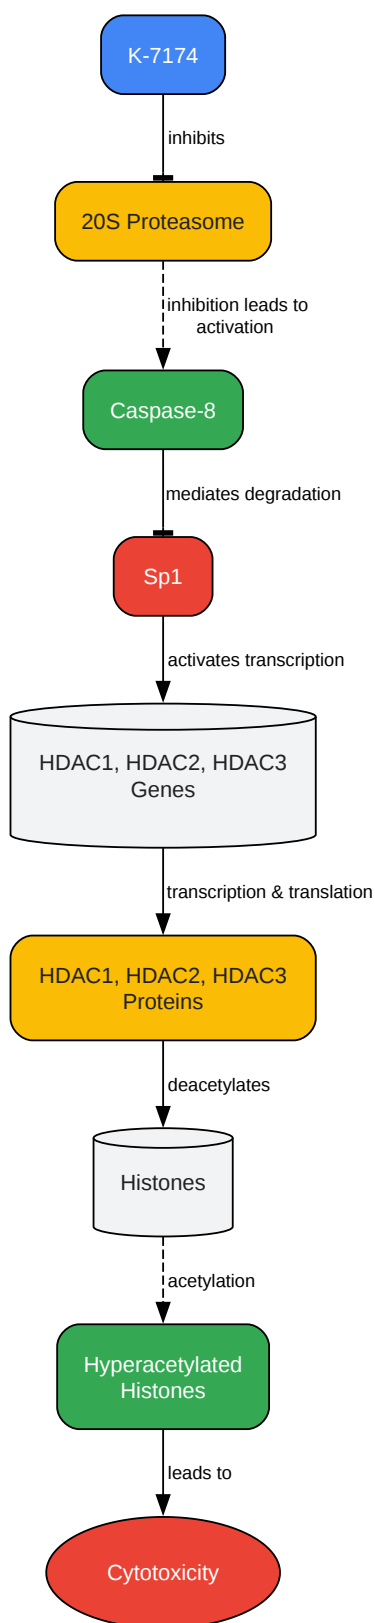 K-7174
inhibits
20S Proteasome
inhibition leads to
activation
Caspase-8
mediates degradation
Sp1
activates transcription
HDAC1, HDAC2, HDAC3
Genes
transcription & translation
HDAC1, HDAC2, HDAC3
Proteins
deacetylates
Histones
acetylation
Hyperacetylated
Histones
leads to
Cytotoxicity